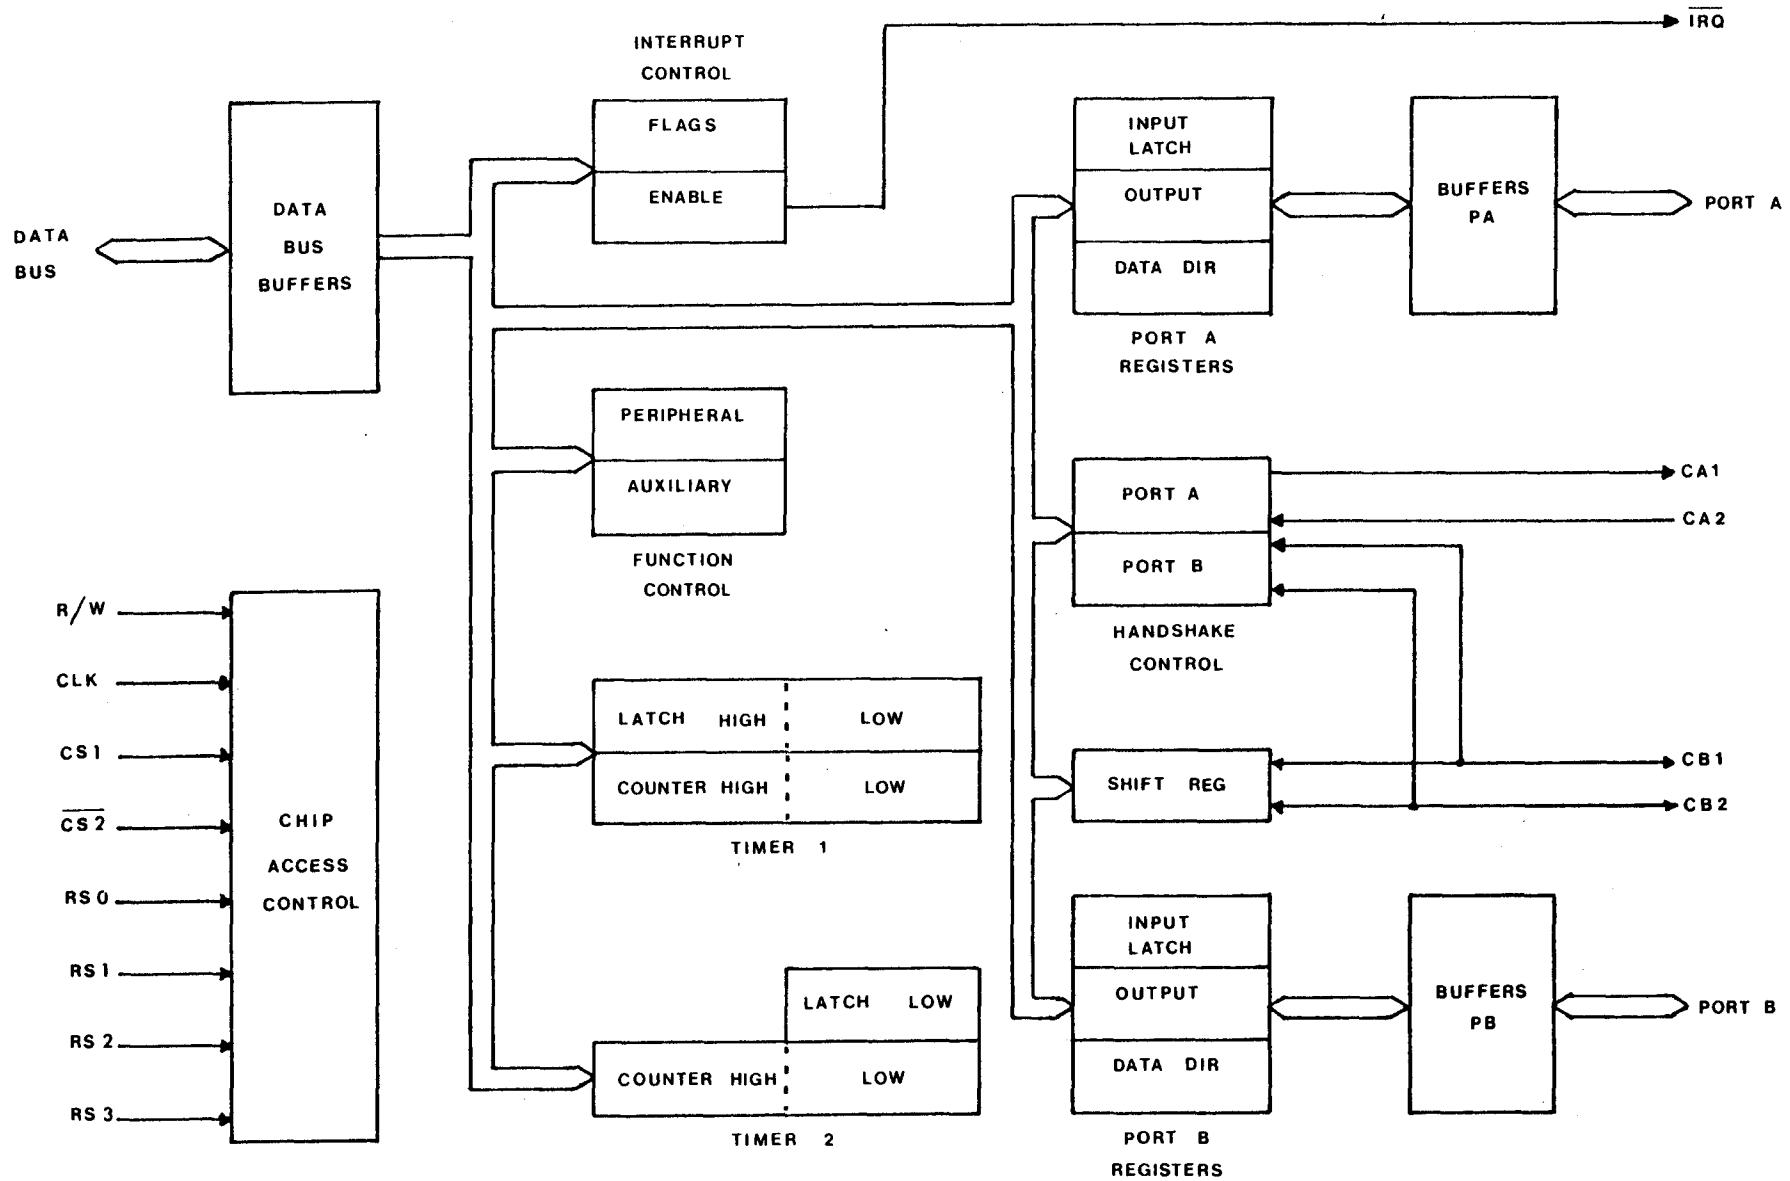 IRQ
INTERRUPT
CONTROL
FLAGS
ENABLE
DATA
BUS
DATA
BUS
BUFFERS
INPUT
LATCH
OUTPUT
DATA DIR
PORT A
REGISTERS
BUFFERS
PA
PORT A
PERIPHERAL
AUXILIARY
FUNCTION
CONTROL
PORT A
PORT B
HANDSHAKE
CONTROL
CA1
CA2
R/W
CLK
CS1
CS2
RS0
RS1
RS2
RS3
CHIP
ACCESS
CONTROL
LATCH HIGH LOW
COUNTER HIGH LOW
TIMER 1
SHIFT REG
CB1
CB2
LATCH LOW
COUNTER HIGH LOW
TIMER 2
INPUT
LATCH
OUTPUT
DATA DIR
PORT B
REGISTERS
BUFFERS
PB
PORT B